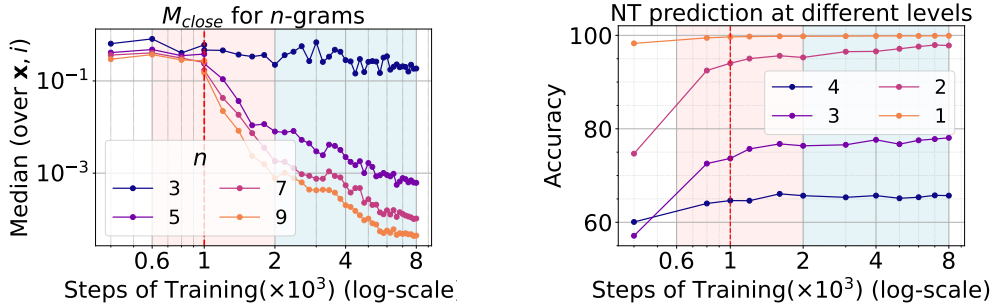 M_close for n-grams
Median (over x, i)
10^−1
10^−3
n
3 7
5 9
0.6 1 2 4 8
Steps of Training(×10^3) (log-scale)
NT prediction at different levels
Accuracy
100
80
60
4 2
3 1
0.6 1 2 4 8
Steps of Training(×10^3) (log-scale)